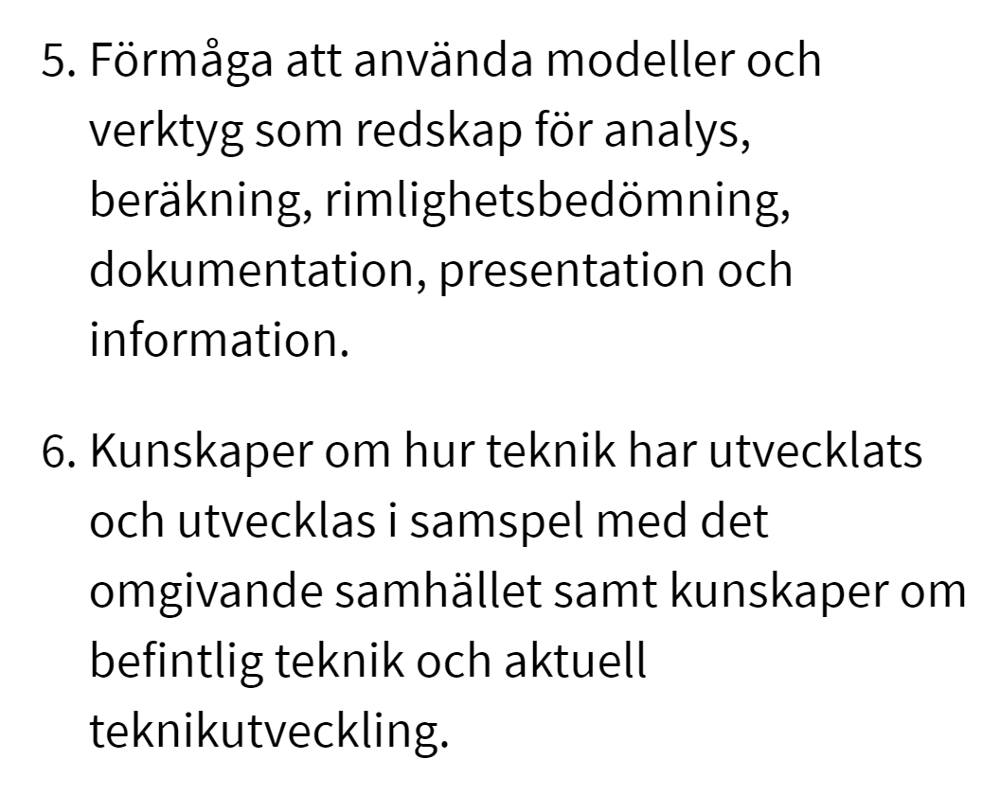 5. Förmåga att använda modeller och
verktyg som redskap för analys,
beräkning, rimlighetsbedömning,
dokumentation, presentation och
information.
6. Kunskaper om hur teknik har utvecklats
och utvecklas i samspel med det
omgivande samhället samt kunskaper om
befintlig teknik och aktuell
teknikutveckling.